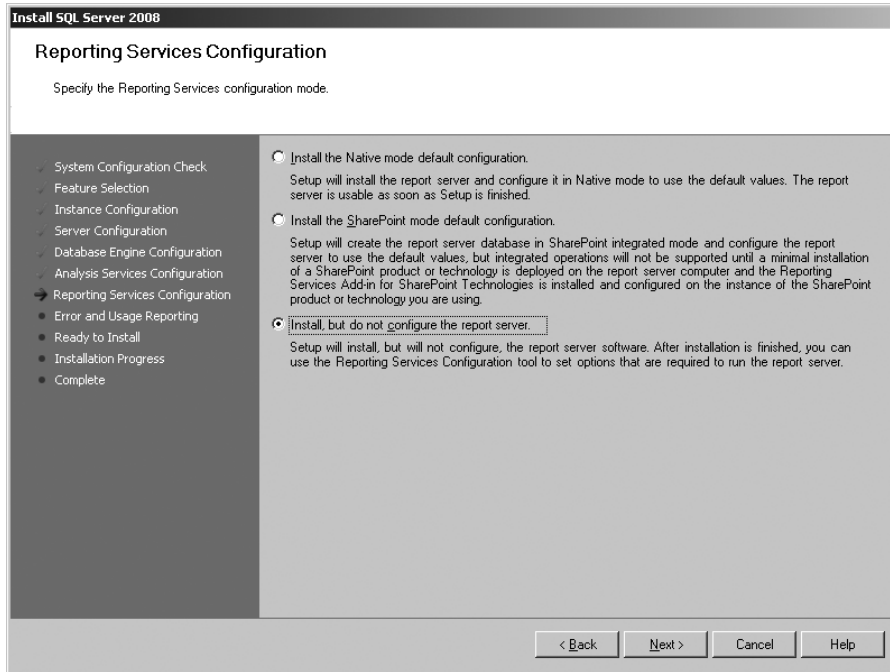 Install SQL Server 2008
Reporting Services Configuration
Specify the Reporting Services configuration mode.
System Configuration Check
Feature Selection
Instance Configuration
Server Configuration
Database Engine Configuration
Analysis Services Configuration
Reporting Services Configuration
Error and Usage Reporting
Ready to Install
Installation Progress
Complete
Install the Native mode default configuration.
Setup will install the report server and configure it in Native mode to use the default values. The report
server is usable as soon as Setup is finished.
Install the SharePoint mode default configuration.
Setup will create the report server database in SharePoint integrated mode and configure the report
server to use the default values, but integrated operations will not be supported until a minimal installation
of a SharePoint product or technology is deployed on the report server computer and the Reporting
Services Add-in for SharePoint Technologies is installed and configured on the instance of the SharePoint
product or technology you are using.
Install, but do not configure the report server.
Setup will install, but will not configure, the report server software. After installation is finished, you can
use the Reporting Services Configuration tool to set options that are required to run the report server.
< Back
Next >
Cancel
Help